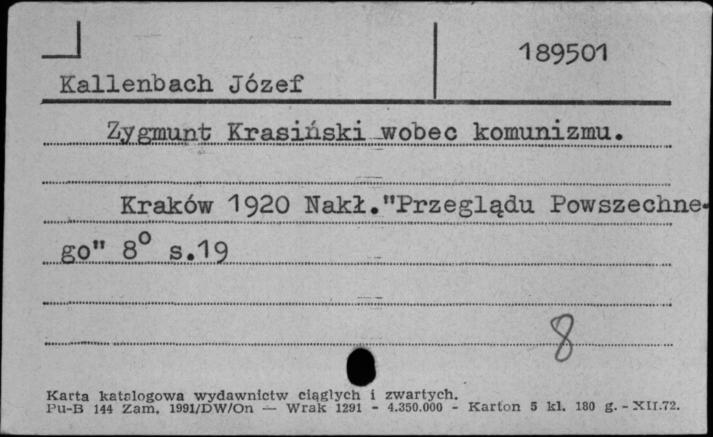 189501
Kallenbach Józef
Zygmunt Krasiński wobec komunizmu.
Kraków 1920 Nakł."Przeglądu Powszechne-
go" 8° s.19
8
Karta katalogowa wydawnictw ciągłych i zwartych.
Pu-B 144 Zam. 1991/DW/On — Wrak 1291 - 4.350.000 - Karton 5 kl. 180 g. - XII.72.